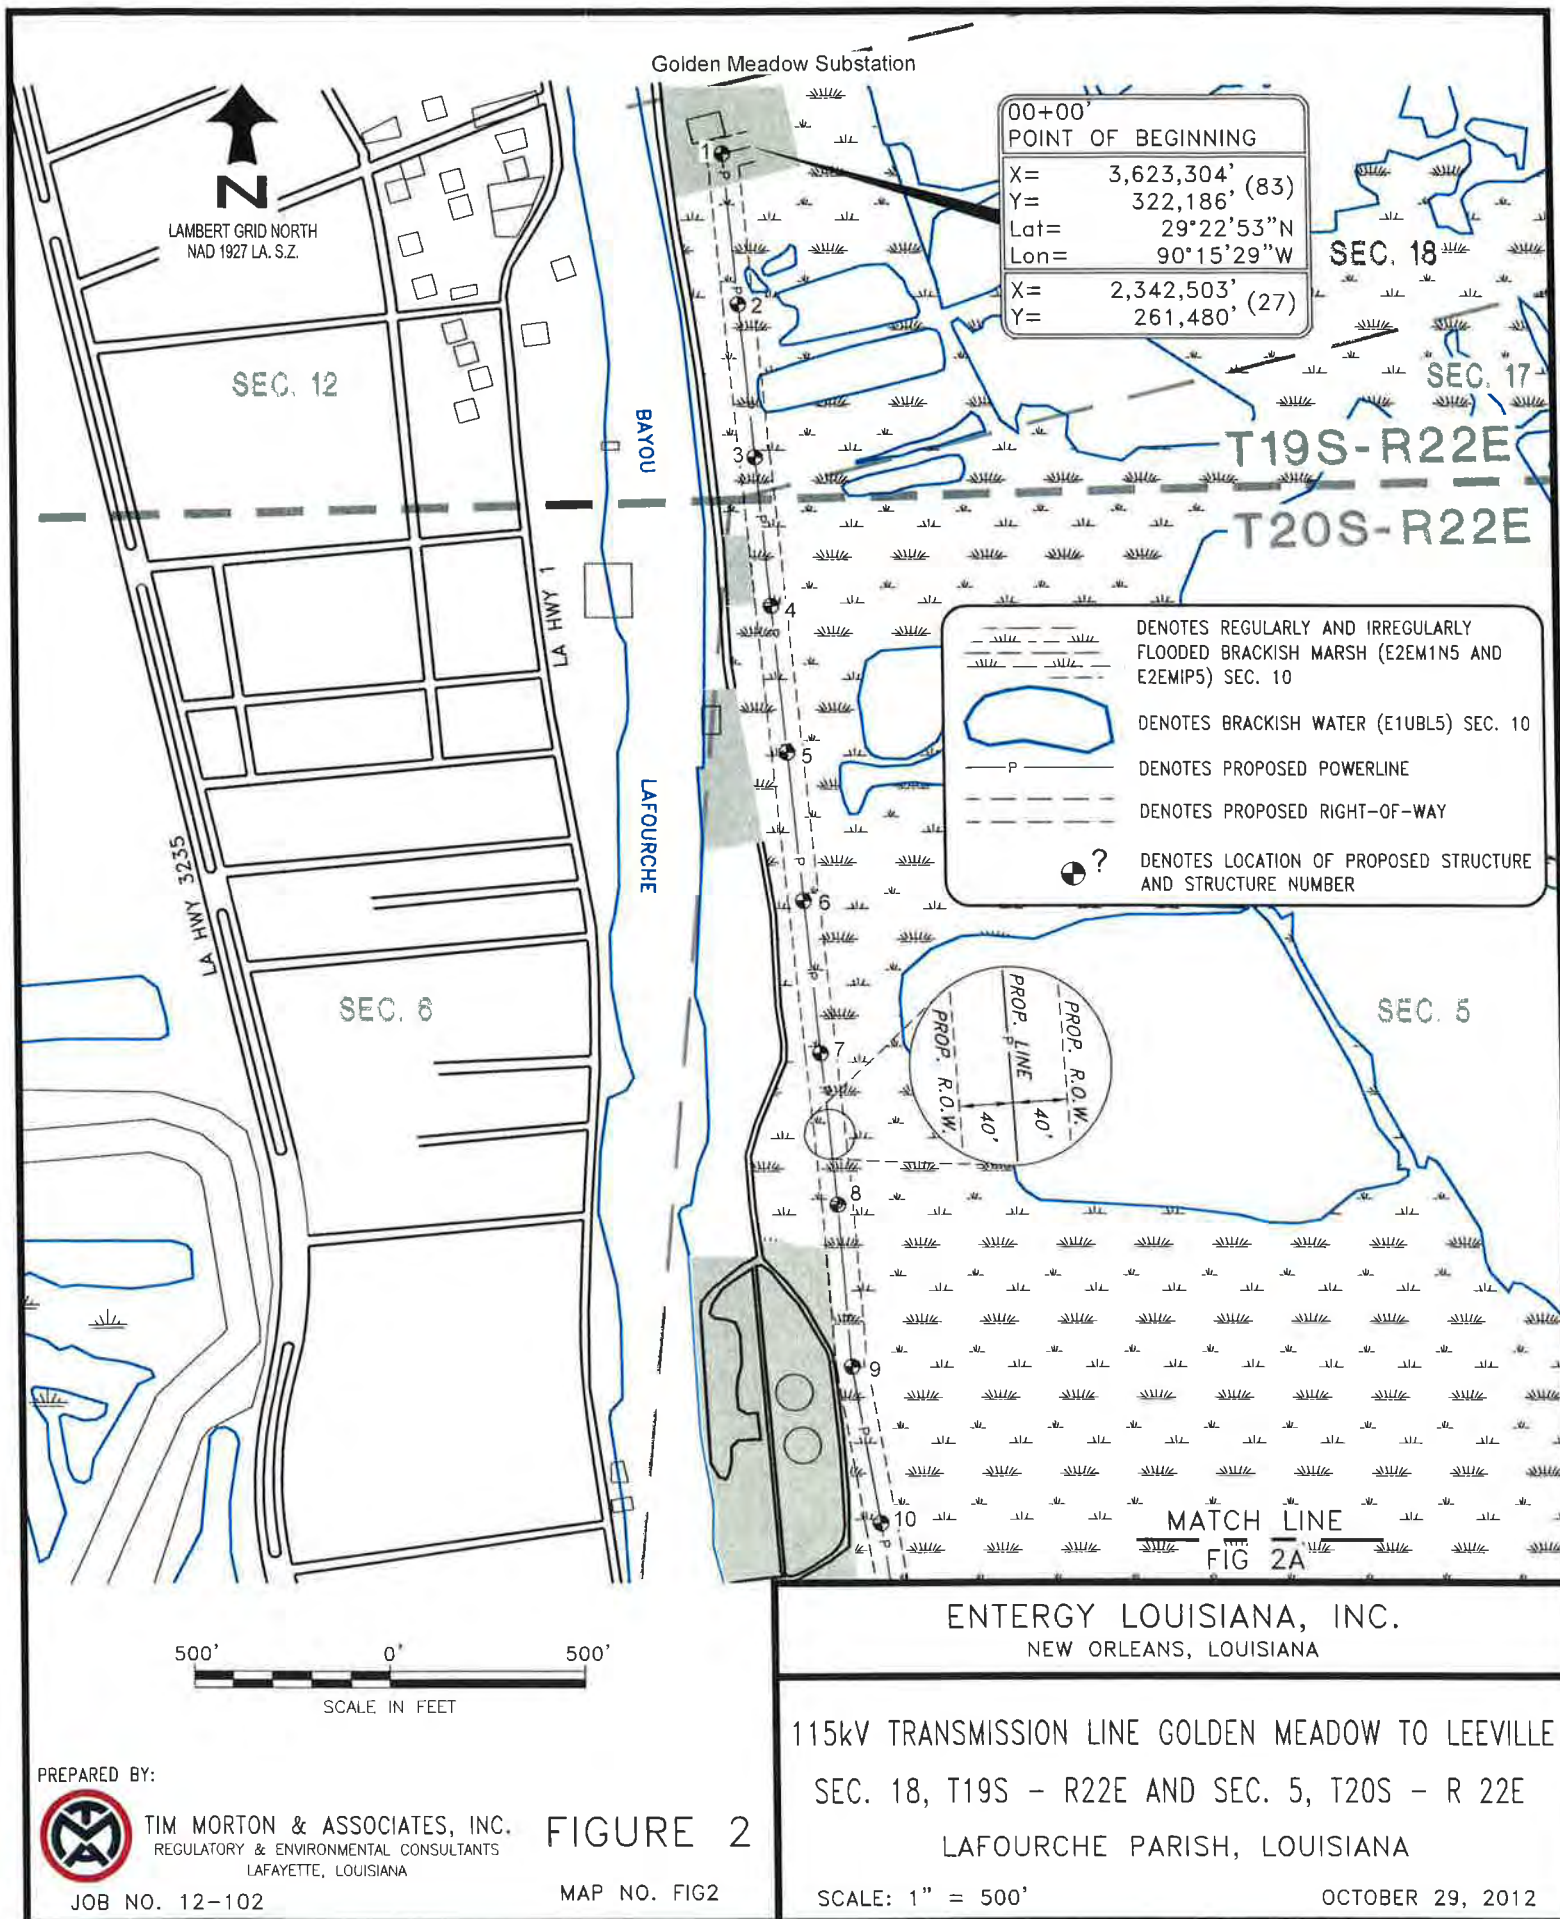 Golden Meadow Substation
N
LAMBERT GRID NORTH
NAD 1927 LA. S.Z.
00+00'
POINT OF BEGINNING
X= 3,623,304' (83)
Y= 322,186'
Lat= 29°22'53"N
Lon= 90°15'29"W
X= 2,342,503' (27)
Y= 261,480'
SEC. 18
SEC. 17
SEC. 12
T19S-R22E
T20S-R22E
BAYOU
LAFOURCHE
LA HWY 1
LA HWY 3235
SEC. 6
SEC. 5
1
P
P
2
3
P
4
P
5
P
6
P
7
P
8
P
9
P
P
10
P
DENOTES REGULARLY AND IRREGULARLY
FLOODED BRACKISH MARSH (E2EM1N5 AND
E2EMIP5) SEC. 10
DENOTES BRACKISH WATER (E1UBL5) SEC. 10
P
DENOTES PROPOSED POWERLINE
DENOTES PROPOSED RIGHT-OF-WAY
?
DENOTES LOCATION OF PROPOSED STRUCTURE
AND STRUCTURE NUMBER
PROP. R.O.W.
PROP. LINE
P
PROP. R.O.W.
40'
40'
MATCH LINE
FIG 2A
500' 0' 500'
SCALE IN FEET
PREPARED BY:
TIM MORTON & ASSOCIATES, INC.
REGULATORY & ENVIRONMENTAL CONSULTANTS
LAFAYETTE, LOUISIANA
JOB NO. 12-102
FIGURE 2
MAP NO. FIG2
ENTERGY LOUISIANA, INC.
NEW ORLEANS, LOUISIANA
115kV TRANSMISSION LINE GOLDEN MEADOW TO LEEVILLE
SEC. 18, T19S - R22E AND SEC. 5, T20S - R 22E
LAFOURCHE PARISH, LOUISIANA
SCALE: 1" = 500'
OCTOBER 29, 2012